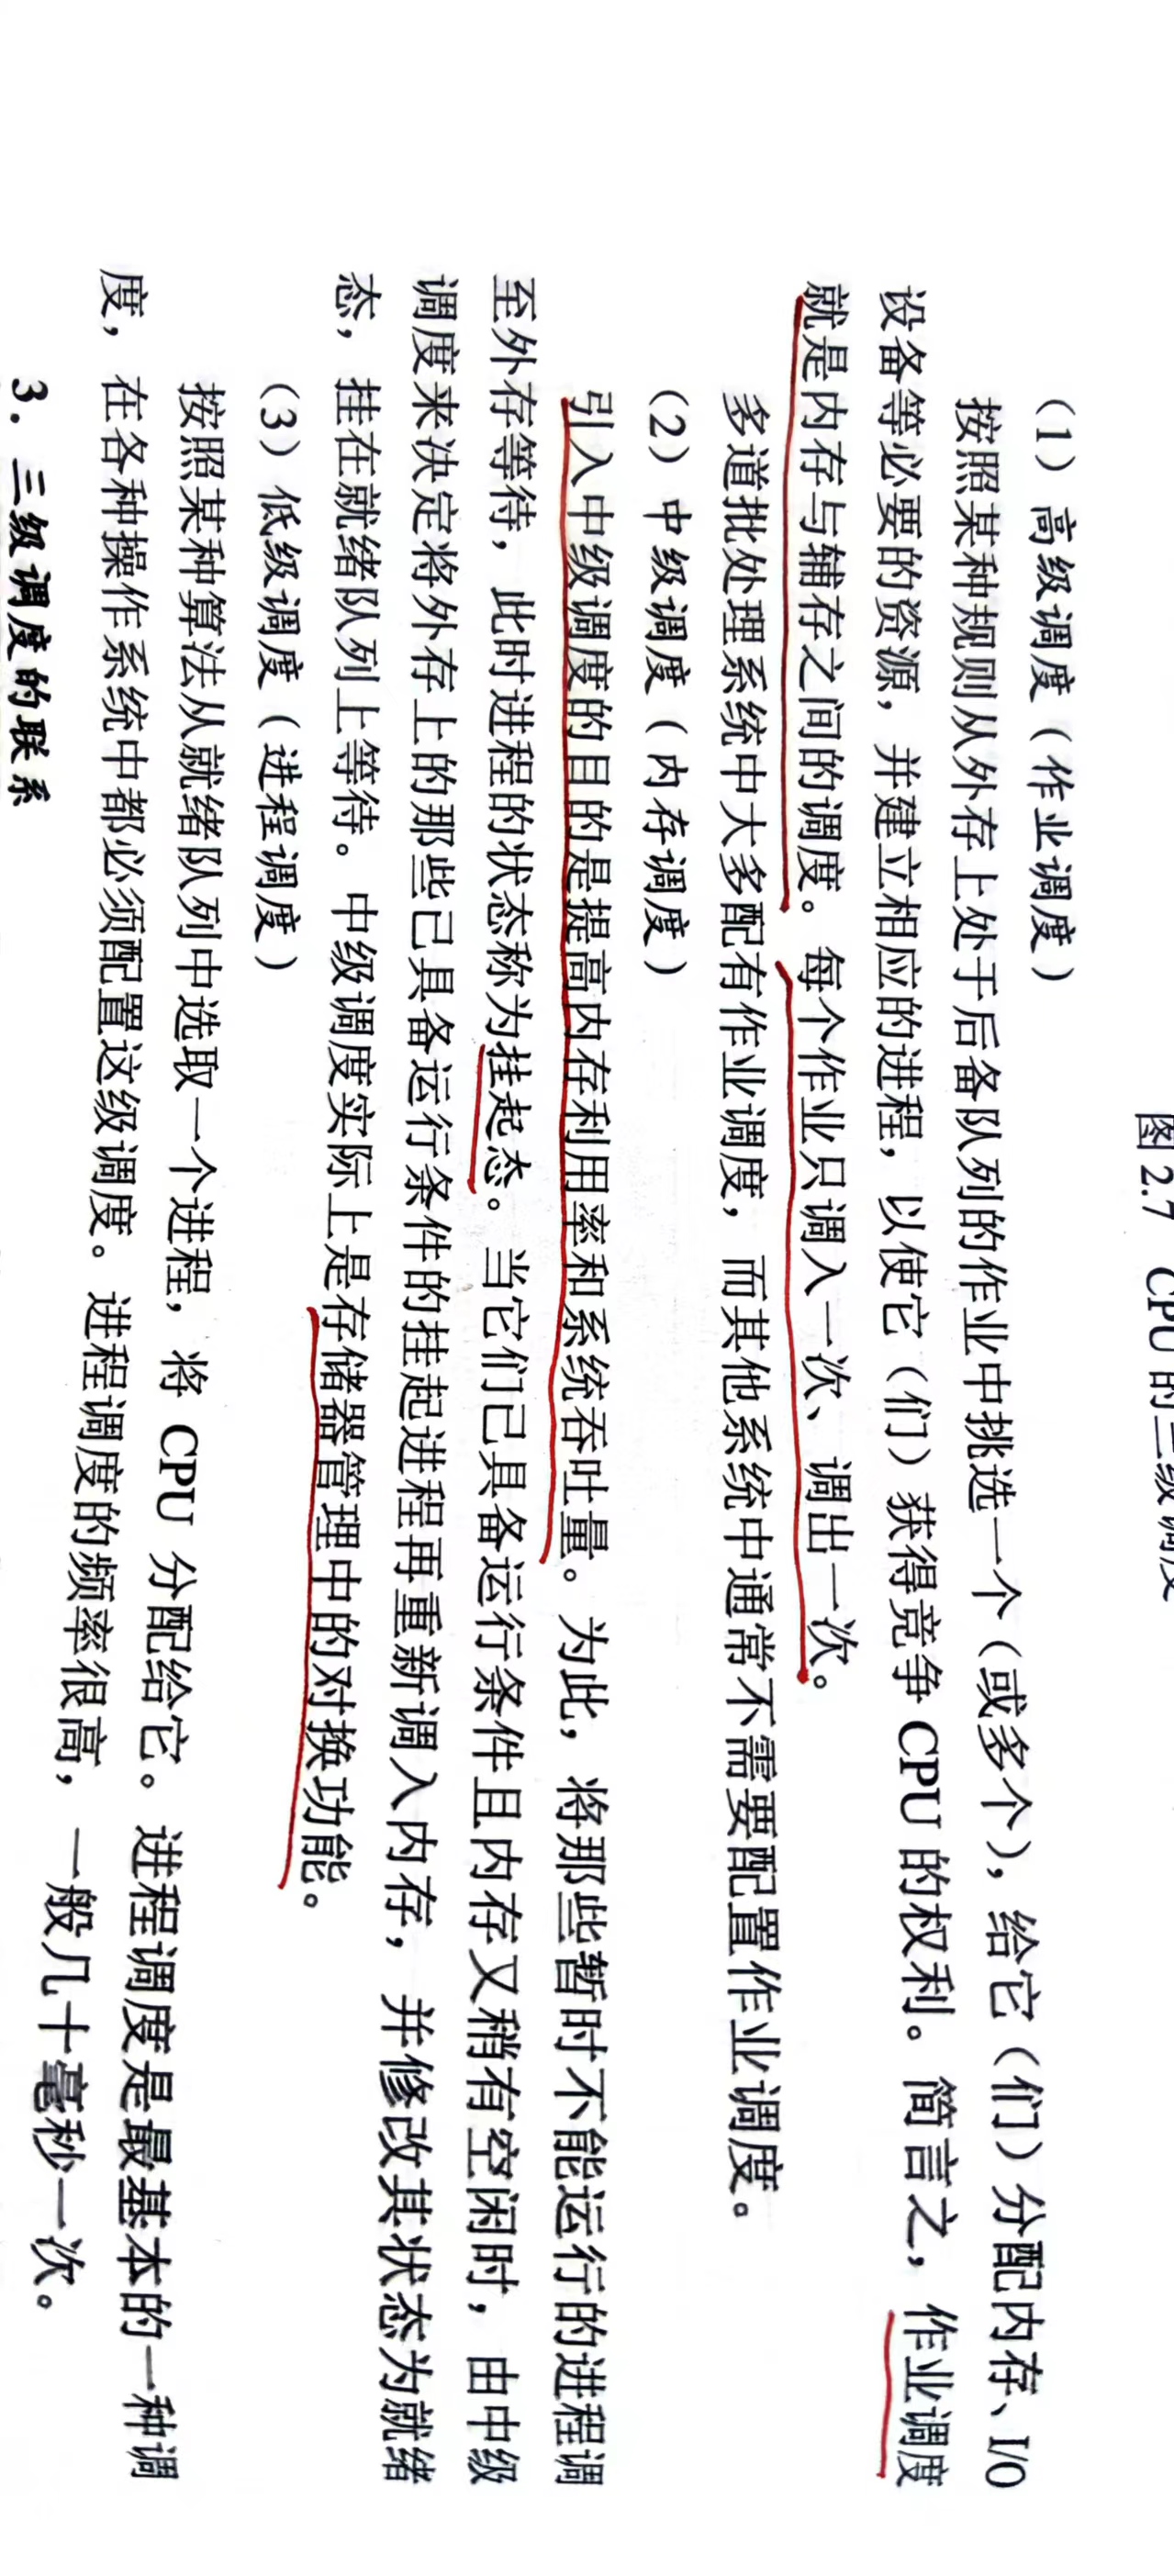 图 2.7 CPU 的三级调度
（1）高级调度（作业调度）
按照某种规则从外存上处于后备队列的作业中挑选一个（或多个），给它（们）分配内存、I/O
设备等必要的资源，并建立相应的进程，以使它（们）获得竞争 CPU 的权利。简言之，作业调度
就是内存与辅存之间的调度。每个作业只调入一次、调出一次。
多道批处理系统中大多配有作业调度，而其他系统中通常不需要配置作业调度。
（2）中级调度（内存调度）
引入中级调度的目的是提高内存利用率和系统吞吐量。为此，将那些暂时不能运行的进程调
至外存等待，此时进程的状态称为挂起态。当它们已具备运行条件且内存又稍有空闲时，由中级
调度来决定将外存上的那些已具备运行条件的挂起进程再重新调入内存，并修改其状态为就绪
态，挂在就绪队列上等待。中级调度实际上是存储器管理中的对换功能。
（3）低级调度（进程调度）
按照某种算法从就绪队列中选取一个进程，将 CPU 分配给它。进程调度是最基本的一种调
度，在各种操作系统中都必须配置这级调度。进程调度的频率很高，一般几十毫秒一次。
3．三级调度的联系